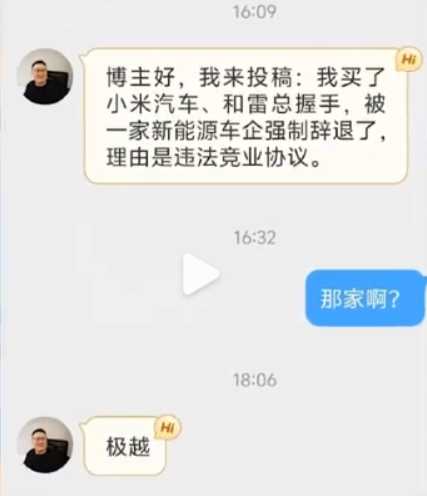 16:09
Hi
博主好，我来投稿：我买了
小米汽车、和雷总握手，被
一家新能源车企强制辞退了，
理由是违法竞业协议。
16:32
那家啊？
18:06
Hi
极越